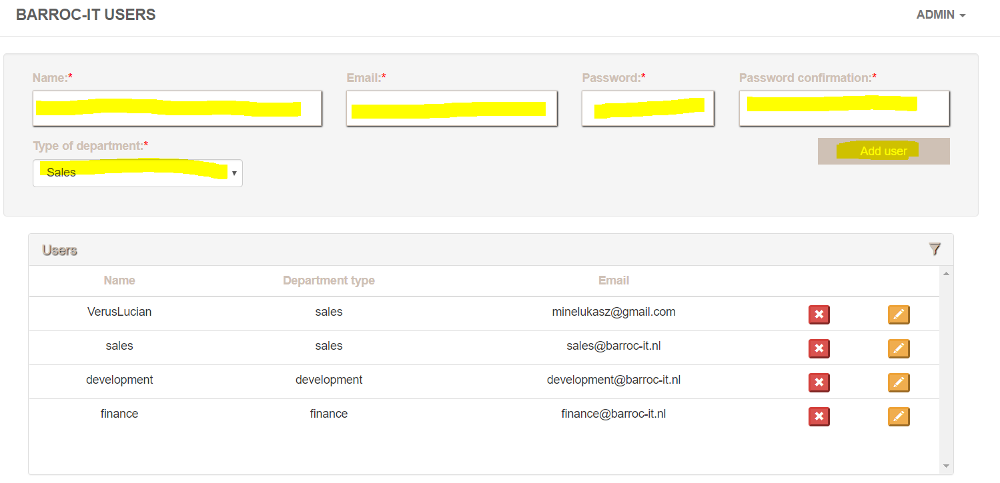 BARROC-IT USERS ADMIN
Name:* Email:* Password:* Password confirmation:*
Type of department:*
Add user
Sales
Users
Name Department type Email
VerusLucian sales minelukasz@gmail.com
sales sales sales@barroc-it.nl
development development development@barroc-it.nl
finance finance finance@barroc-it.nl